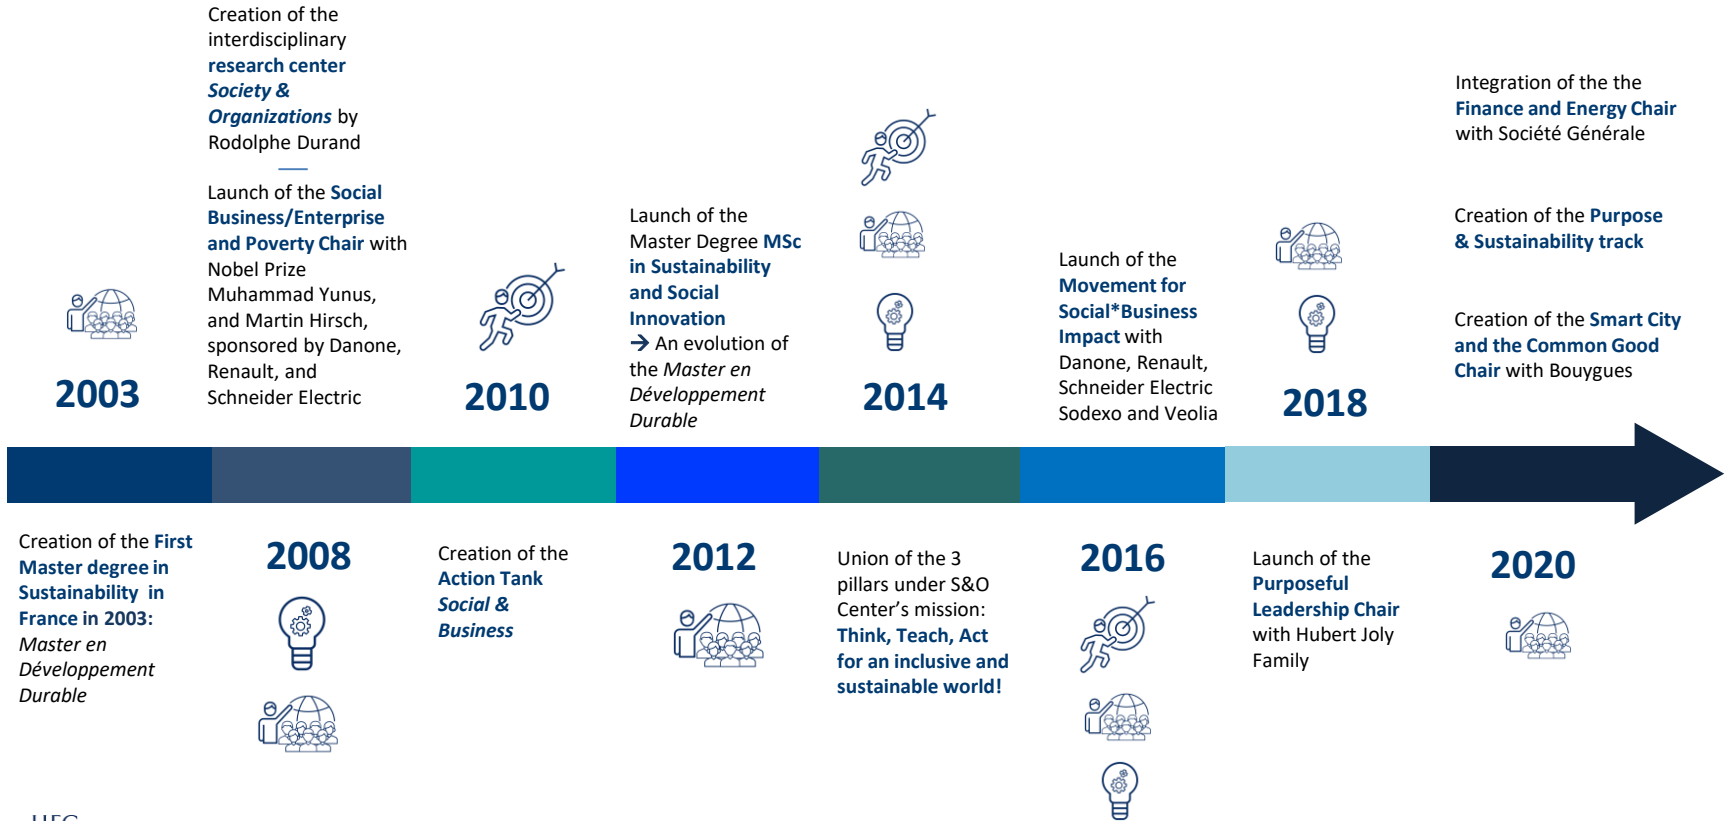 2003
Creation of the First
Master degree in
Sustainability in
France in 2003:
Master en
Développement
Durable
Creation of the
interdisciplinary
research center
Society &
Organizations by
Rodolphe Durand
Launch of the Social
Business/Enterprise
and Poverty Chair with
Nobel Prize
Muhammad Yunus,
and Martin Hirsch,
sponsored by Danone,
Renault, and
Schneider Electric
2008
2010
Creation of the
Action Tank
Social &
Business
Launch of the
Master Degree MSc
in Sustainability
and Social
Innovation
→ An evolution of
the Master en
Développement
Durable
2012
2014
Union of the 3
pillars under S&O
Center’s mission:
Think, Teach, Act
for an inclusive and
sustainable world!
Launch of the
Movement for
Social*Business
Impact with
Danone, Renault,
Schneider Electric
Sodexo and Veolia
2016
2018
Launch of the
Purposeful
Leadership Chair
with Hubert Joly
Family
Integration of the the
Finance and Energy Chair
with Société Générale
Creation of the Purpose
& Sustainability track
Creation of the Smart City
and the Common Good
Chair with Bouygues
2020